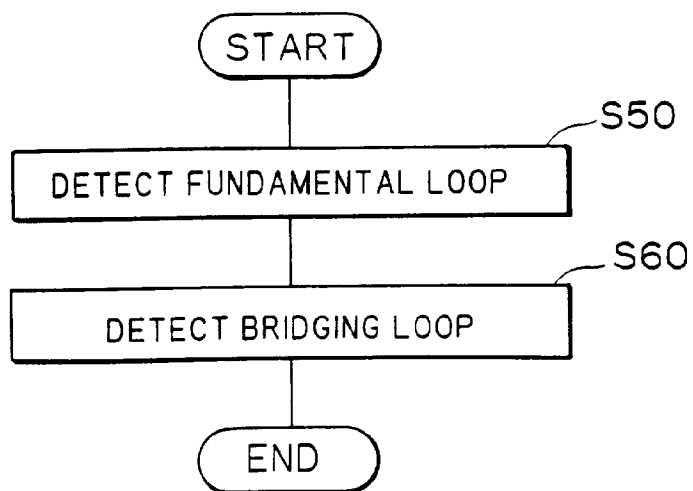 START
S50
DETECT FUNDAMENTAL LOOP
S60
DETECT BRIDGING LOOP
END